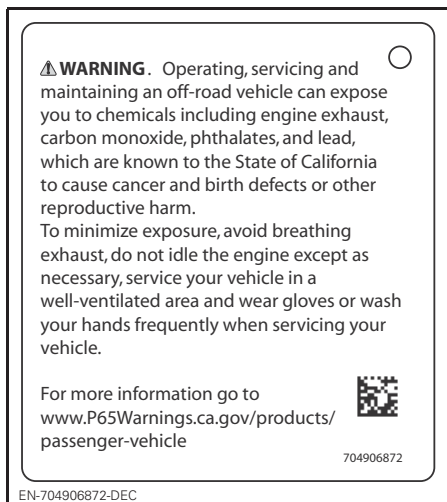 ⚠ WARNING. Operating, servicing and
maintaining an off-road vehicle can expose
you to chemicals including engine exhaust,
carbon monoxide, phthalates, and lead,
which are known to the State of California
to cause cancer and birth defects or other
reproductive harm.
To minimize exposure, avoid breathing
exhaust, do not idle the engine except as
necessary, service your vehicle in a
well-ventilated area and wear gloves or wash
your hands frequently when servicing your
vehicle.
For more information go to
www.P65Warnings.ca.gov/products/
passenger-vehicle
704906872
EN-704906872-DEC